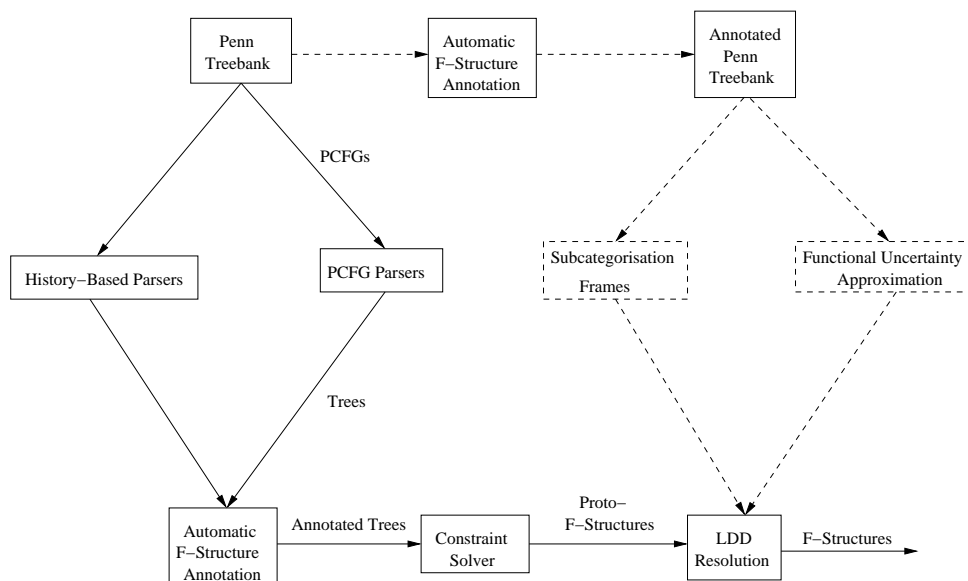 Penn
Treebank
Automatic
F−Structure
Annotation
Annotated
Penn
Treebank
PCFGs
History−Based Parsers
PCFG Parsers
Subcategorisation
Frames
Functional Uncertainty
Approximation
Trees
Automatic
F−Structure
Annotation
Annotated Trees
Constraint
Solver
Proto−
F−Structures
LDD
Resolution
F−Structures